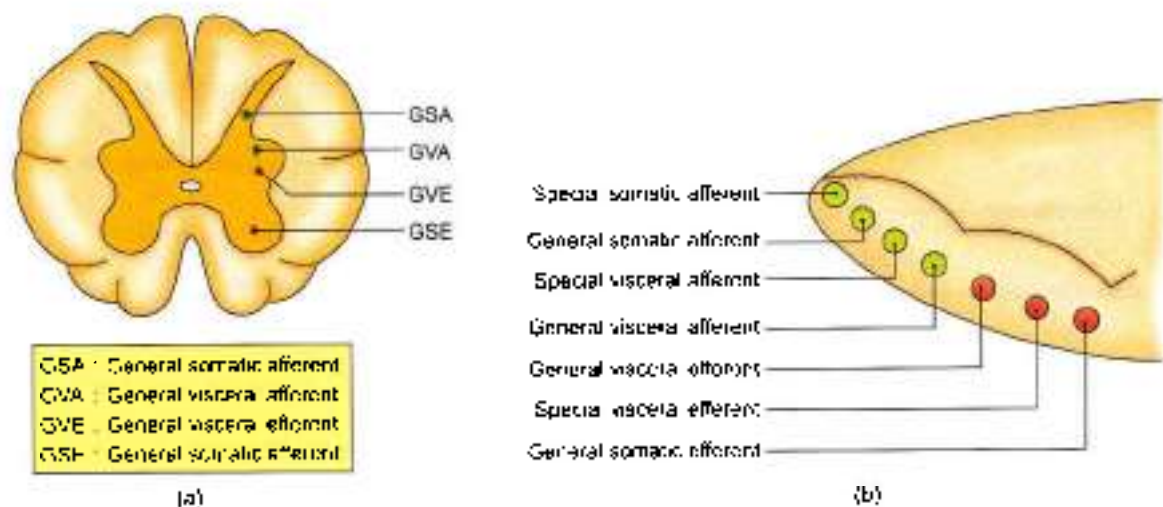 GSA
GVA
GVE
GSE
GSA : General somatic afferent
GVA : General visceral afferent
GVE : General visceral efferent
GSE : General somatic efferent
(a)
Special somatic afferent
General somatic afferent
Special visceral afferent
General visceral afferent
General visceral efferent
Special visceral efferent
General somatic efferent
(b)